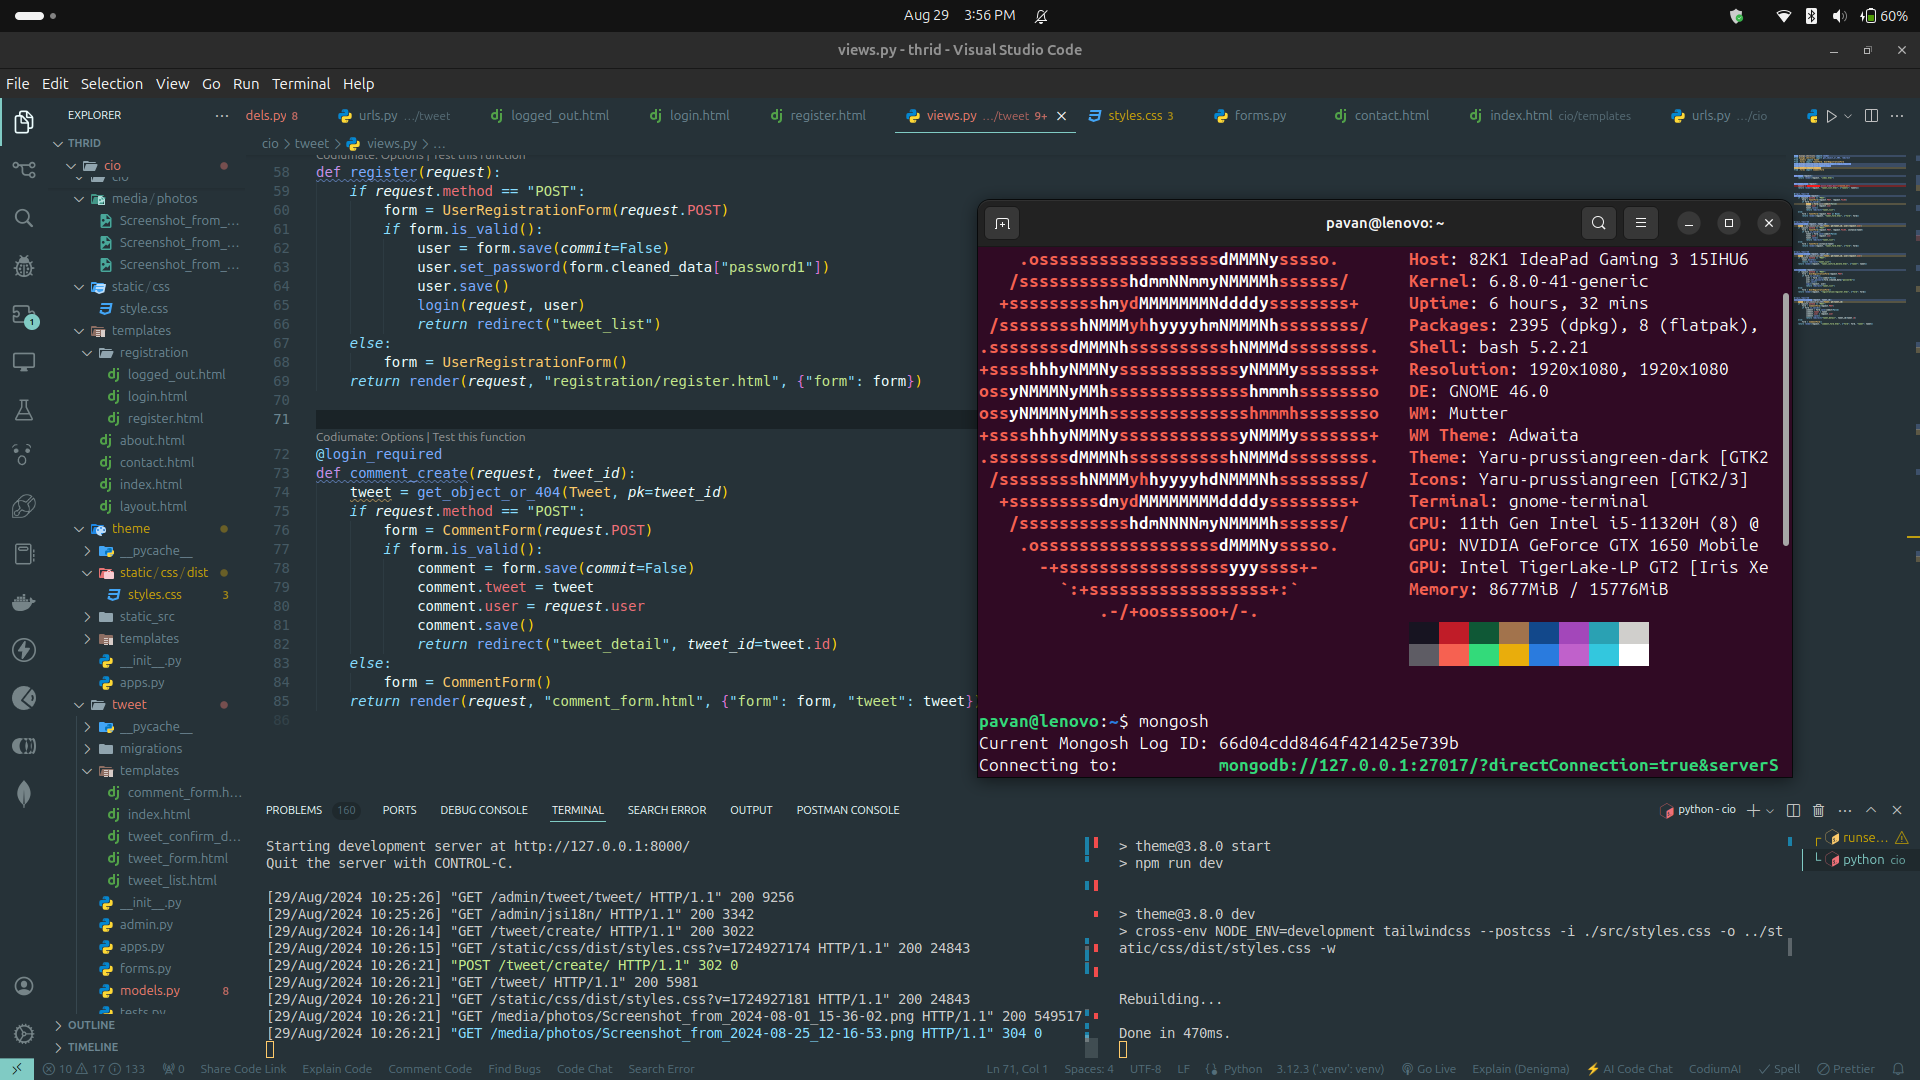 Aug 29 3:56 PM
60%
views.py - thrid - Visual Studio Code
File Edit Selection View Go Run Terminal Help
EXPLORER
dels.py 8
urls.py .../tweet
logged_out.html
login.html
register.html
views.py .../tweet 9+
styles.css 3
forms.py
contact.html
index.html cio/templates
urls.py .../cio
THRID
cio
cio
media/photos
Screenshot_from_...
Screenshot_from_...
Screenshot_from_...
static/css
style.css
templates
registration
logged_out.html
login.html
register.html
about.html
contact.html
index.html
layout.html
theme
__pycache__
static/css/dist
styles.css 3
static_src
templates
__init__.py
apps.py
tweet
__pycache__
migrations
templates
comment_form.h...
index.html
tweet_confirm_d...
tweet_form.html
tweet_list.html
__init__.py
admin.py
apps.py
forms.py
models.py 8
tests.py
OUTLINE
TIMELINE
1
cio > tweet > views.py > ...
Codiumate: Options | Test this function
58 def register(request):
59 if request.method == "POST":
60 form = UserRegistrationForm(request.POST)
61 if form.is_valid():
62 user = form.save(commit=False)
63 user.set_password(form.cleaned_data["password1"])
64 user.save()
65 login(request, user)
66 return redirect("tweet_list")
67 else:
68 form = UserRegistrationForm()
69 return render(request, "registration/register.html", {"form": form})
70
71
Codiumate: Options | Test this function
72 @login_required
73 def comment_create(request, tweet_id):
74 tweet = get_object_or_404(Tweet, pk=tweet_id)
75 if request.method == "POST":
76 form = CommentForm(request.POST)
77 if form.is_valid():
78 comment = form.save(commit=False)
79 comment.tweet = tweet
80 comment.user = request.user
81 comment.save()
82 return redirect("tweet_detail", tweet_id=tweet.id)
83 else:
84 form = CommentForm()
85 return render(request, "comment_form.html", {"form": form, "tweet": tweet}
86
pavan@lenovo: ~
.ossssssssssssssssssdMMMNysssso. Host: 82K1 IdeaPad Gaming 3 15IHU6
/ssssssssssshdmmNNmmyNMMMMhssssss/ Kernel: 6.8.0-41-generic
+ssssssssshmydMMMMMMMNddddyssssssss+ Uptime: 6 hours, 32 mins
/sssssssshNMMMyhhyyyyhmNMMMNhssssssss/ Packages: 2395 (dpkg), 8 (flatpak),
.ssssssssdMMMNhsssssssssshNMMMdssssssss. Shell: bash 5.2.21
+sssshhhyNMMNyssssssssssssyNMMMysssssss+ Resolution: 1920x1080, 1920x1080
ossyNMMMNyMMhsssssssssssssshmmmhssssssso DE: GNOME 46.0
ossyNMMMNyMMhsssssssssssssshmmmhssssssso WM: Mutter
+sssshhhyNMMNyssssssssssssyNMMMysssssss+ WM Theme: Adwaita
.ssssssssdMMMNhsssssssssshNMMMdssssssss. Theme: Yaru-prussiangreen-dark [GTK2
/sssssssshNMMMyhhyyyyhdNMMMNhssssssss/ Icons: Yaru-prussiangreen [GTK2/3]
+sssssssssdmydMMMMMMMMddddyssssssss+ Terminal: gnome-terminal
/ssssssssssshdmNNNNmyNMMMMhssssss/ CPU: 11th Gen Intel i5-11320H (8) @
.ossssssssssssssssssdMMMNysssso. GPU: NVIDIA GeForce GTX 1650 Mobile
-+sssssssssssssssssyyyssss+- GPU: Intel TigerLake-LP GT2 [Iris Xe
`:+ssssssssssssssssss+:` Memory: 8677MiB / 15776MiB
.-/+oossssoo+/-.
pavan@lenovo:~$ mongosh
Current Mongosh Log ID: 66d04cdd8464f421425e739b
Connecting to: mongodb://127.0.0.1:27017/?directConnection=true&serverS
PROBLEMS 160 PORTS DEBUG CONSOLE TERMINAL SEARCH ERROR OUTPUT POSTMAN CONSOLE
python - cio
Starting development server at http://127.0.0.1:8000/
Quit the server with CONTROL-C.
[29/Aug/2024 10:25:26] "GET /admin/tweet/tweet/ HTTP/1.1" 200 9256
[29/Aug/2024 10:25:26] "GET /admin/jsi18n/ HTTP/1.1" 200 3342
[29/Aug/2024 10:26:14] "GET /tweet/create/ HTTP/1.1" 200 3022
[29/Aug/2024 10:26:15] "GET /static/css/dist/styles.css?v=1724927174 HTTP/1.1" 200 24843
[29/Aug/2024 10:26:21] "POST /tweet/create/ HTTP/1.1" 302 0
[29/Aug/2024 10:26:21] "GET /tweet/ HTTP/1.1" 200 5981
[29/Aug/2024 10:26:21] "GET /static/css/dist/styles.css?v=1724927181 HTTP/1.1" 200 24843
[29/Aug/2024 10:26:21] "GET /media/photos/Screenshot_from_2024-08-01_15-36-02.png HTTP/1.1" 200 549517
[29/Aug/2024 10:26:21] "GET /media/photos/Screenshot_from_2024-08-25_12-16-53.png HTTP/1.1" 304 0
> theme@3.8.0 start
> npm run dev
> theme@3.8.0 dev
> cross-env NODE_ENV=development tailwindcss --postcss -i ./src/styles.css -o ../st
atic/css/dist/styles.css -w
Rebuilding...
Done in 470ms.
runse...
python cio
10 17 133 0 Share Code Link Explain Code Comment Code Find Bugs Code Chat Search Error
Ln 71, Col 1 Spaces: 4 UTF-8 LF Python 3.12.3 ('.venv': venv) Go Live Explain (Denigma) AI Code Chat CodiumAI Spell Prettier